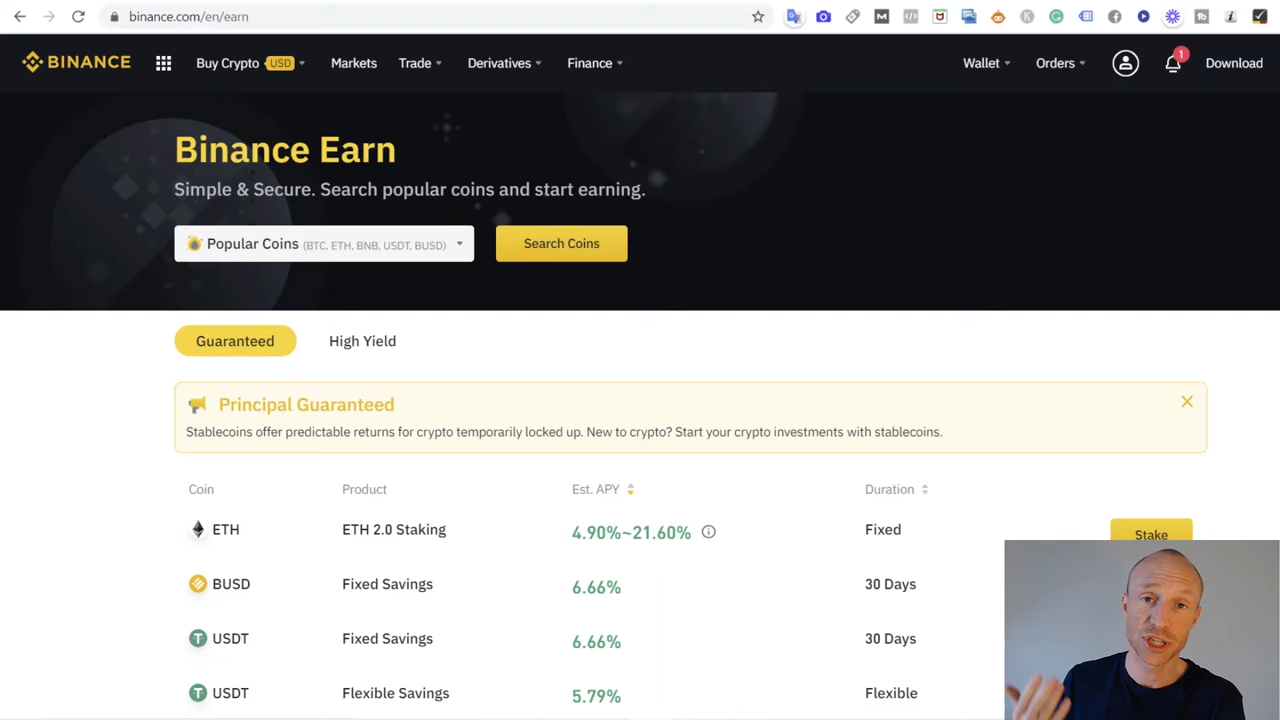 binance.com/en/earn
BINANCE Buy Crypto USD Markets Trade Derivatives Finance Wallet Orders 1 Download
Binance Earn
Simple & Secure. Search popular coins and start earning.
Popular Coins (BTC, ETH, BNB, USDT, BUSD) Search Coins
Guaranteed High Yield
Principal Guaranteed
Stablecoins offer predictable returns for crypto temporarily locked up. New to crypto? Start your crypto investments with stablecoins.
Coin Product Est. APY Duration
ETH ETH 2.0 Staking 4.90%~21.60% Fixed Stake
BUSD Fixed Savings 6.66% 30 Days
USDT Fixed Savings 6.66% 30 Days
USDT Flexible Savings 5.79% Flexible